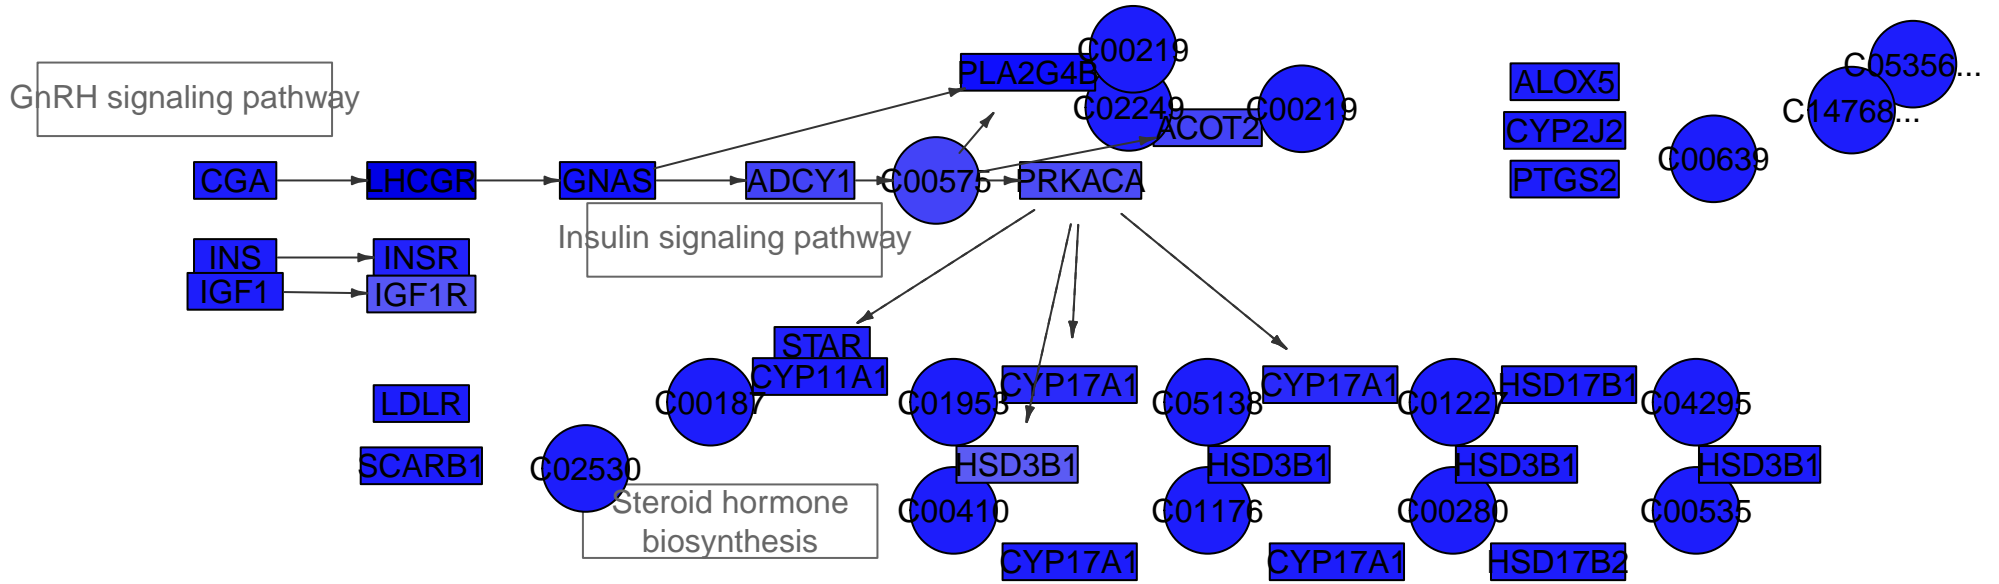 C00219
C05356...
PLA2G4B
ALOX5
GnRH signaling pathway
C02249
C00219
C14768...
ACOT2
CYP2J2
C00639
CGA
LHCGR
GNAS
ADCY1
C00575
PRKACA
PTGS2
Insulin signaling pathway
INS
INSR
IGF1
IGF1R
STAR
CYP11A1
CYP17A1
CYP17A1
HSD17B1
LDLR
C00187
C01953
C05138
C01227
C04295
SCARB1
C02530
HSD3B1
HSD3B1
HSD3B1
HSD3B1
Steroid hormone
biosynthesis
C00410
C01176
C00280
C00535
CYP17A1
CYP17A1
HSD17B2